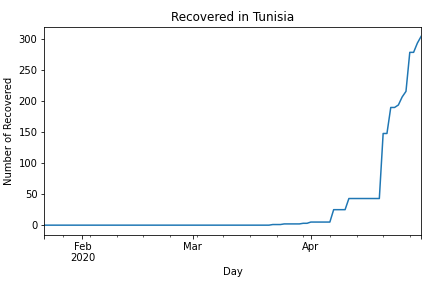 Recovered in Tunisia
Number of Recovered
300
250
200
150
100
50
0
Feb
2020
Mar
Apr
Day